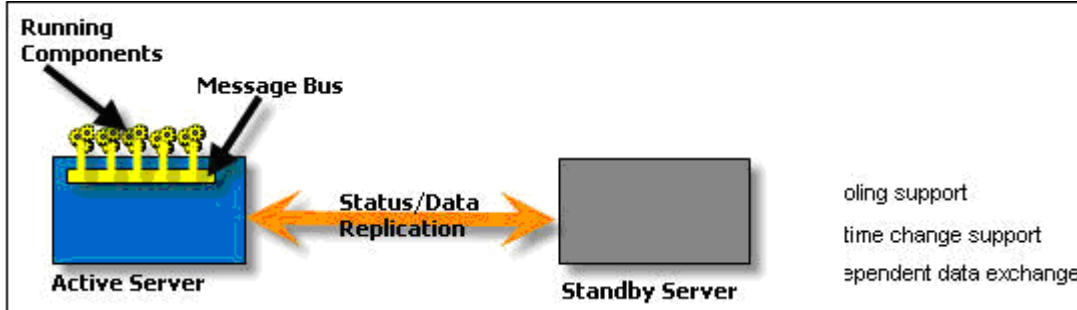 Running
Components
Message Bus
Status/Data
Replication
Active Server
Standby Server
oling support
time change support
ependent data exchange